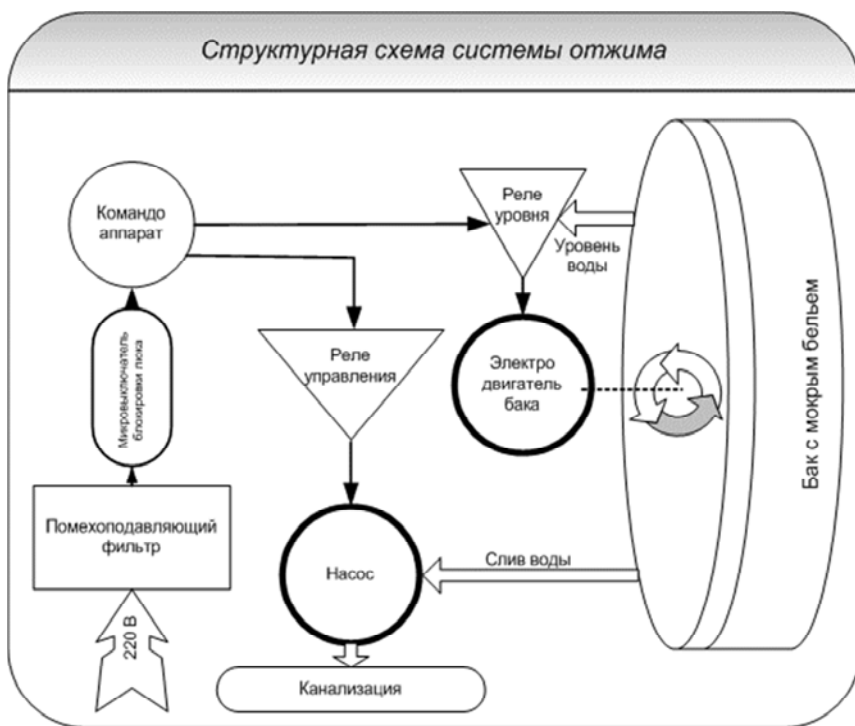 Структурная схема системы отжима
Командо
аппарат
Реле
уровня
Уровень
воды
Микровыключатель
блокировки люка
Реле
управления
Электро
двигатель
бака
Бак с мокрым бельем
Помехоподавляющий
фильтр
Насос
Слив воды
220 В
Канализация